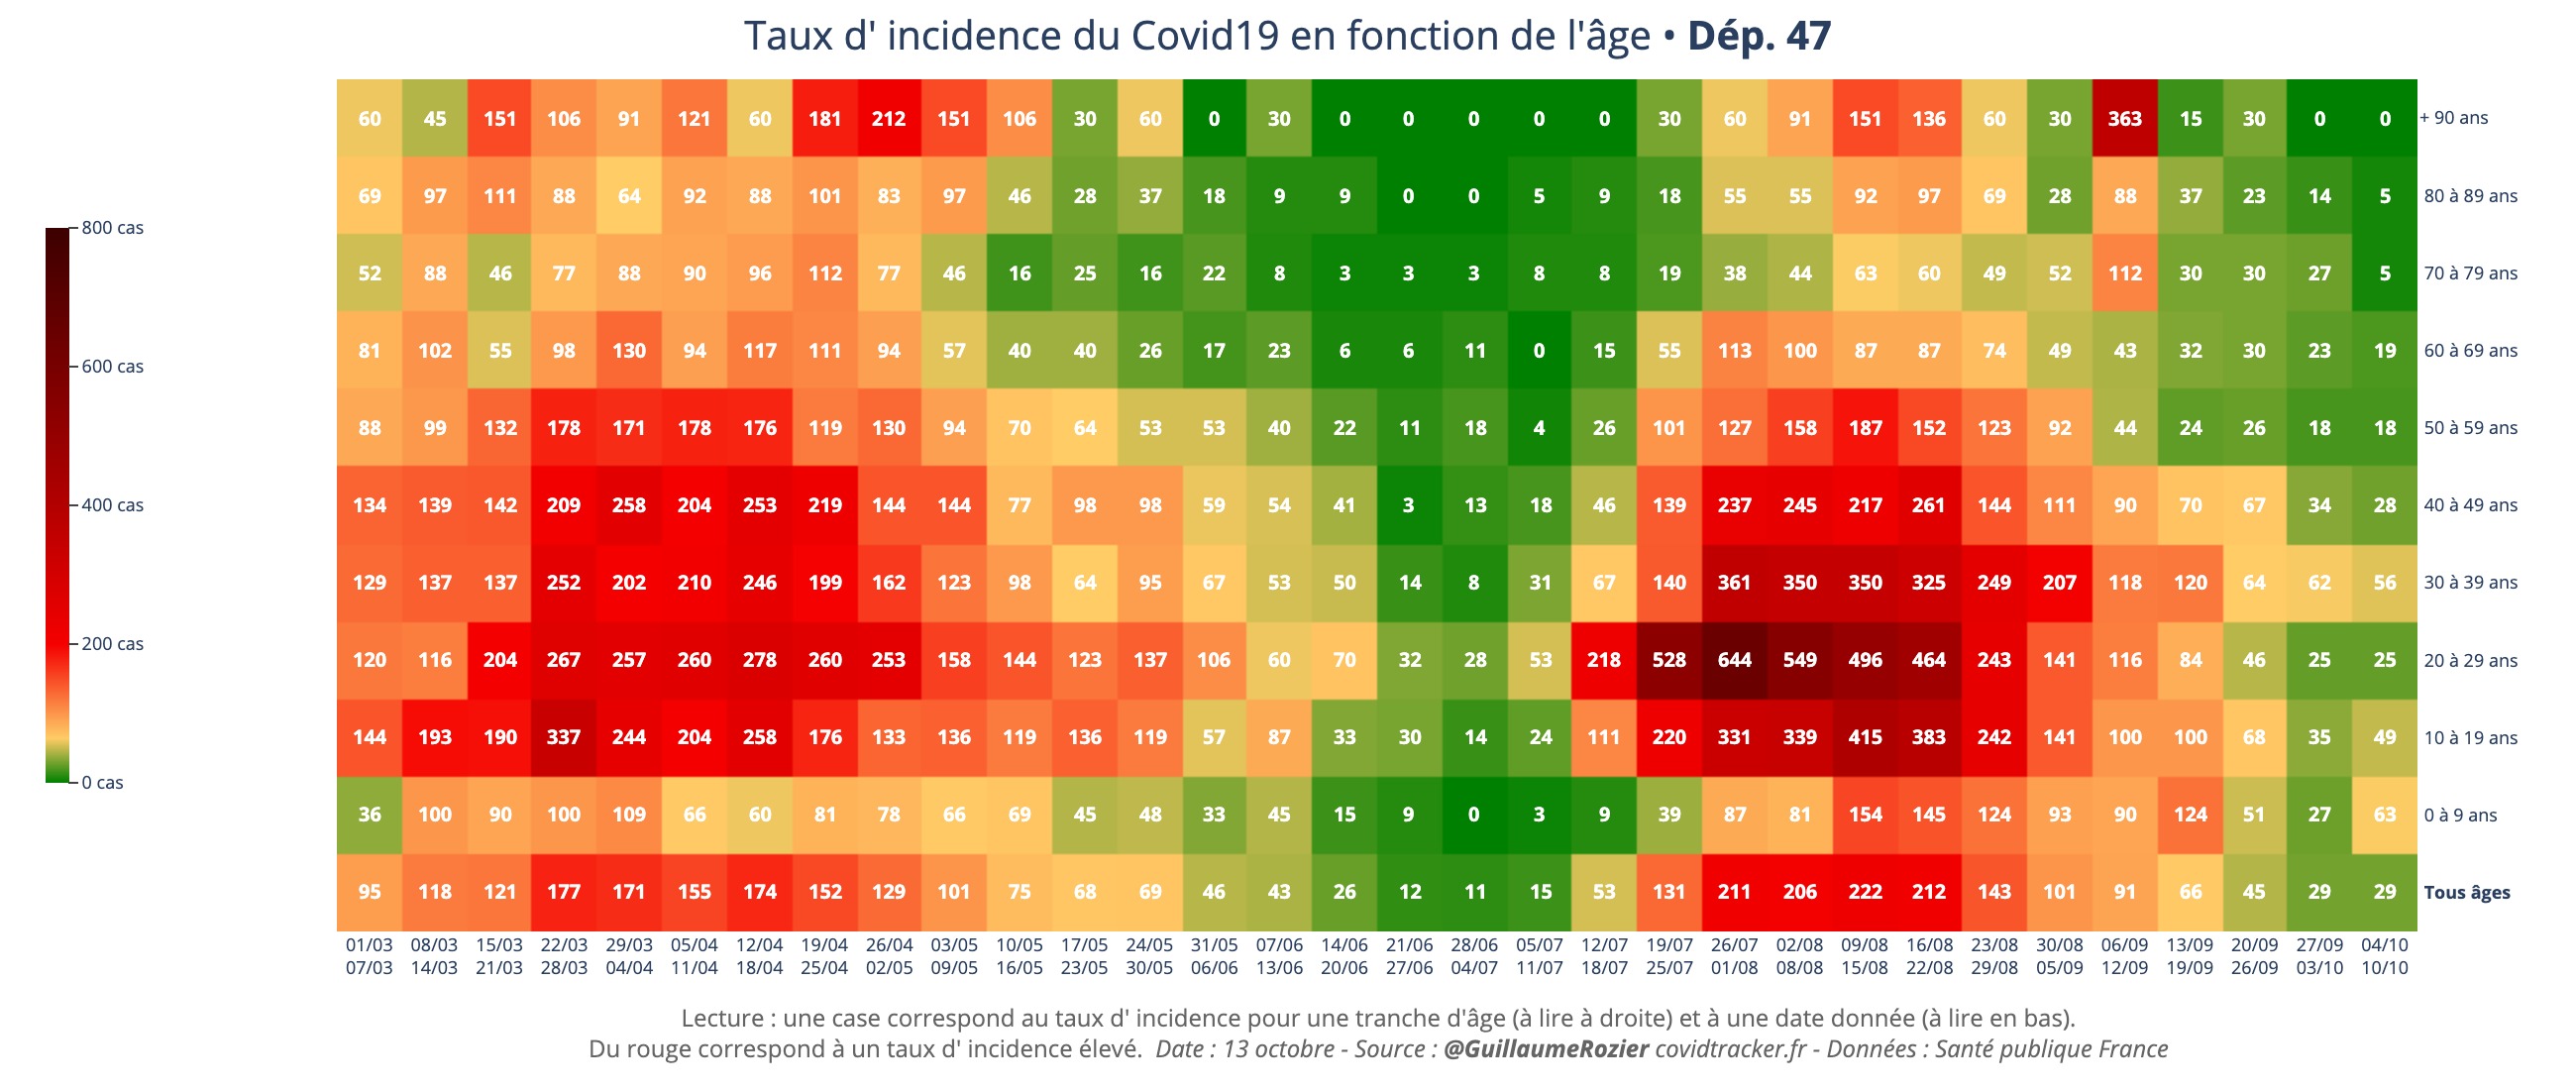 Taux d' incidence du Covid19 en fonction de l'âge • Dép. 47
800 cas
600 cas
400 cas
200 cas
0 cas
60 45 151 106 91 121 60 181 212 151 106 30 60 0 30 0 0 0 0 0 30 60 91 151 136 60 30 363 15 30 0 0 + 90 ans
69 97 111 88 64 92 88 101 83 97 46 28 37 18 9 9 0 0 5 9 18 55 55 92 97 69 28 88 37 23 14 5 80 à 89 ans
52 88 46 77 88 90 96 112 77 46 16 25 16 22 8 3 3 3 8 8 19 38 44 63 60 49 52 112 30 30 27 5 70 à 79 ans
81 102 55 98 130 94 117 111 94 57 40 40 26 17 23 6 6 11 0 15 55 113 100 87 87 74 49 43 32 30 23 19 60 à 69 ans
88 99 132 178 171 178 176 119 130 94 70 64 53 53 40 22 11 18 4 26 101 127 158 187 152 123 92 44 24 26 18 18 50 à 59 ans
134 139 142 209 258 204 253 219 144 144 77 98 98 59 54 41 3 13 18 46 139 237 245 217 261 144 111 90 70 67 34 28 40 à 49 ans
129 137 137 252 202 210 246 199 162 123 98 64 95 67 53 50 14 8 31 67 140 361 350 350 325 249 207 118 120 64 62 56 30 à 39 ans
120 116 204 267 257 260 278 260 253 158 144 123 137 106 60 70 32 28 53 218 528 644 549 496 464 243 141 116 84 46 25 25 20 à 29 ans
144 193 190 337 244 204 258 176 133 136 119 136 119 57 87 33 30 14 24 111 220 331 339 415 383 242 141 100 100 68 35 49 10 à 19 ans
36 100 90 100 109 66 60 81 78 66 69 45 48 33 45 15 9 0 3 9 39 87 81 154 145 124 93 90 124 51 27 63 0 à 9 ans
95 118 121 177 171 155 174 152 129 101 75 68 69 46 43 26 12 11 15 53 131 211 206 222 212 143 101 91 66 45 29 29 Tous âges
01/03 08/03 15/03 22/03 29/03 05/04 12/04 19/04 26/04 03/05 10/05 17/05 24/05 31/05 07/06 14/06 21/06 28/06 05/07 12/07 19/07 26/07 02/08 09/08 16/08 23/08 30/08 06/09 13/09 20/09 27/09 04/10
07/03 14/03 21/03 28/03 04/04 11/04 18/04 25/04 02/05 09/05 16/05 23/05 30/05 06/06 13/06 20/06 27/06 04/07 11/07 18/07 25/07 01/08 08/08 15/08 22/08 29/08 05/09 12/09 19/09 26/09 03/10 10/10
Lecture : une case correspond au taux d' incidence pour une tranche d'âge (à lire à droite) et à une date donnée (à lire en bas).
Du rouge correspond à un taux d' incidence élevé. Date : 13 octobre - Source : @GuillaumeRozier covidtracker.fr - Données : Santé publique France